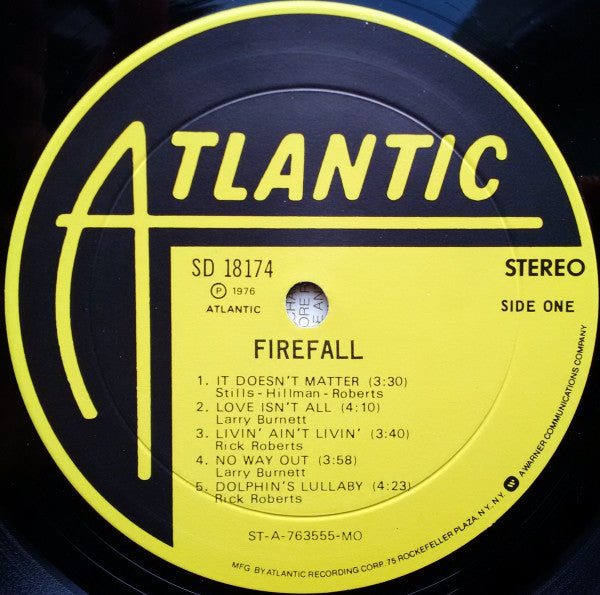 ATLANTIC
SD 18174
STEREO
Ⓟ 1976
ATLANTIC
SIDE ONE
FIREFALL
1. IT DOESN'T MATTER (3:30)
Stills - Hillman - Roberts
2. LOVE ISN'T ALL (4:10)
Larry Burnett
3. LIVIN' AIN'T LIVIN' (3:40)
Rick Roberts
4. NO WAY OUT (3:58)
Larry Burnett
5. DOLPHIN'S LULLABY (4:23)
Rick Roberts
ST-A-763555-MO
MFG. BY ATLANTIC RECORDING CORP. 75 ROCKEFELLER PLAZA, N.Y. N.Y. W A WARNER COMMUNICATIONS COMPANY